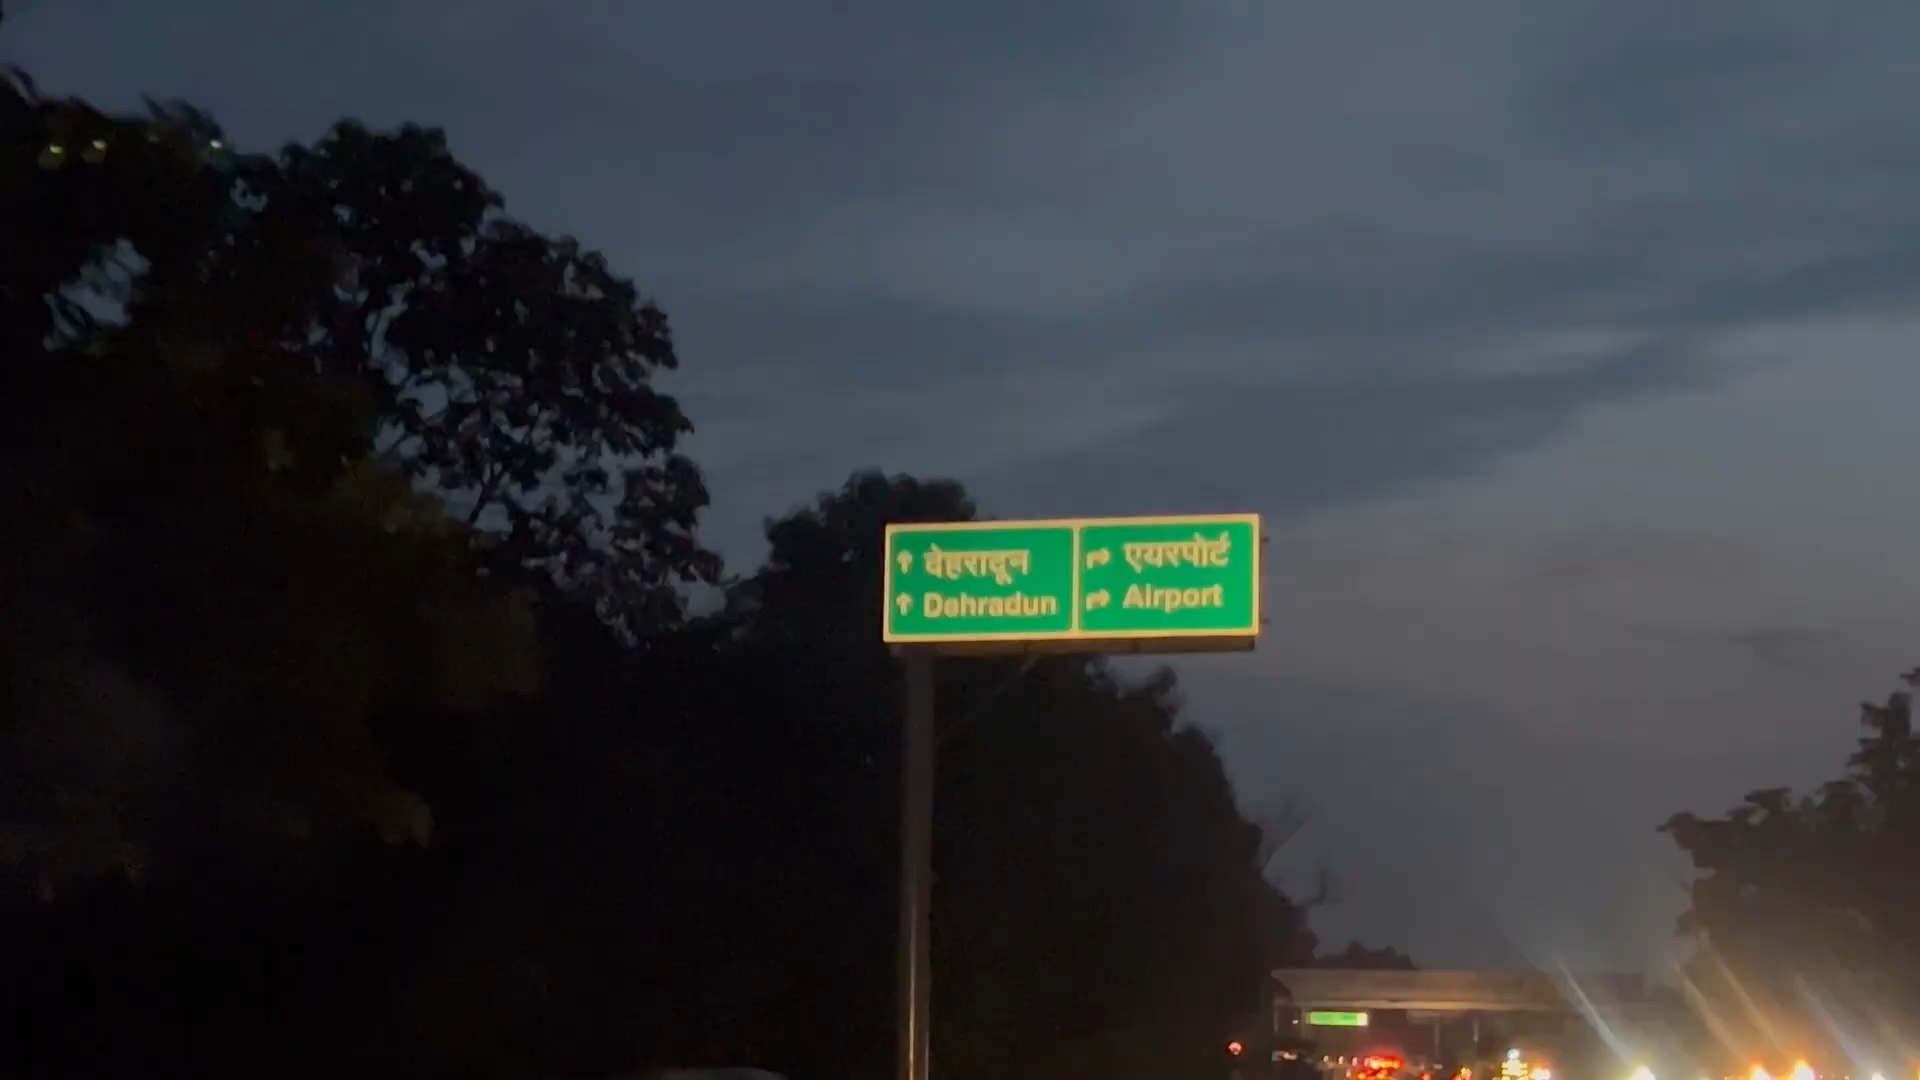 ↑ देहरादून
↑ Dehradun
↱ एयरपोर्ट
↱ Airport